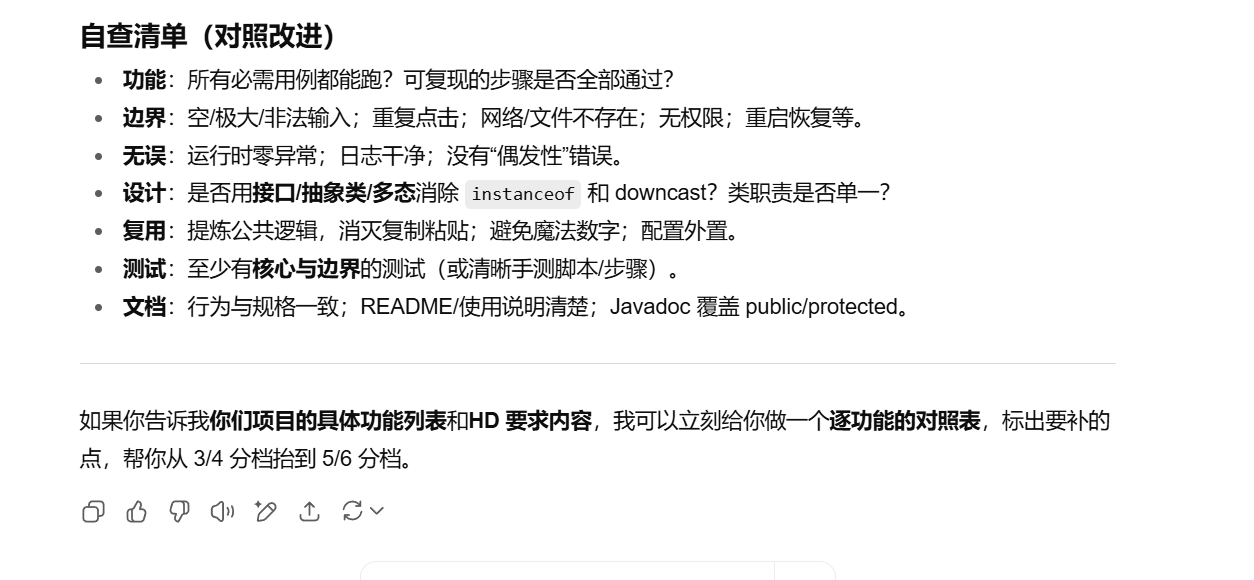 自查清单（对照改进）
功能：所有必需用例都能跑？可复现的步骤是否全部通过？
边界：空/极大/非法输入；重复点击；网络/文件不存在；无权限；重启恢复等。
无误：运行时零异常；日志干净；没有“偶发性”错误。
设计：是否用接口/抽象类/多态消除 instanceof 和 downcast？类职责是否单一？
复用：提炼公共逻辑，消灭复制粘贴；避免魔法数字；配置外置。
测试：至少有核心与边界的测试（或清晰手测脚本/步骤）。
文档：行为与规格一致；README/使用说明清楚；Javadoc 覆盖 public/protected。
如果你告诉我你们项目的具体功能列表和HD 要求内容，我可以立刻给你做一个逐功能的对照表，标出要补的
点，帮你从 3/4 分档抬到 5/6 分档。